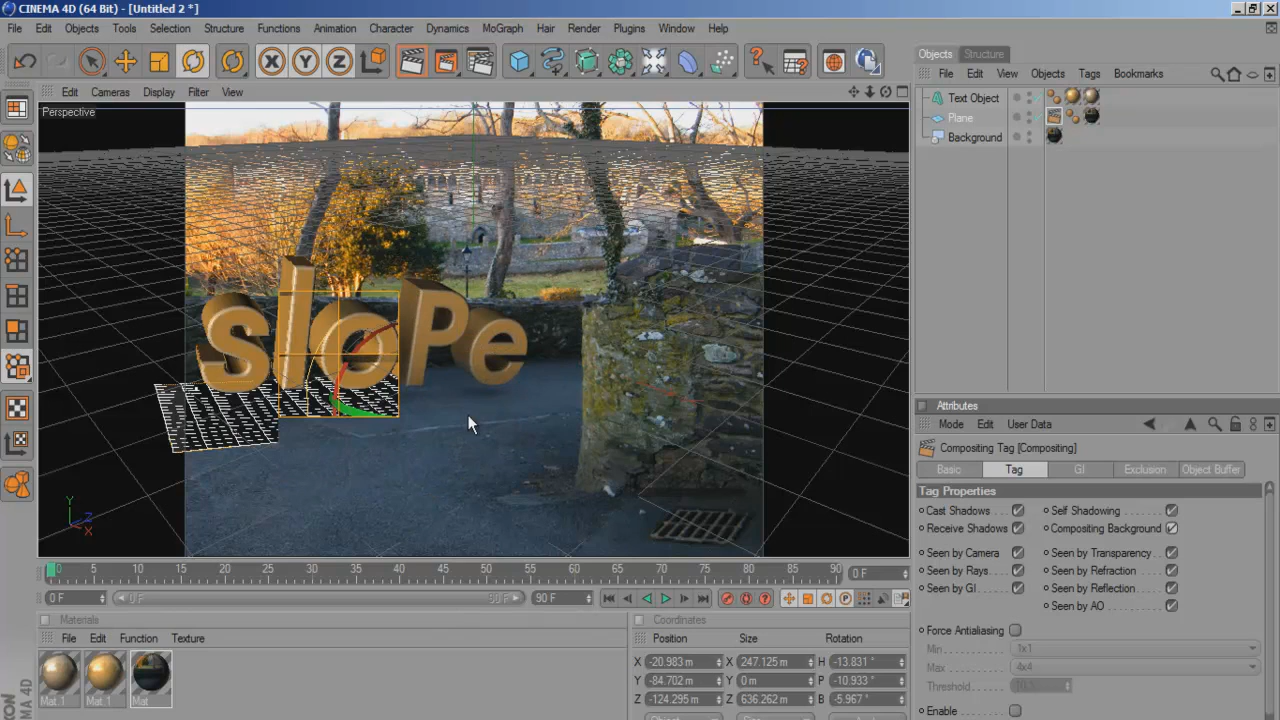 CINEMA 4D (64 Bit) - [Untitled 2 *]
File Edit Objects Tools Selection Structure Functions Animation Character Dynamics MoGraph Hair Render Plugins Window Help
X Y Z
Objects Structure
File Edit View Objects Tags Bookmarks
Edit Cameras Display Filter View
Perspective
Text Object
Plane
Background
slope
Y
Z
X
Attributes
Mode Edit User Data
Compositing Tag [Compositing]
Basic Tag GI Exclusion Object Buffer
Tag Properties
Cast Shadows Self Shadowing
Receive Shadows Compositing Background
Seen by Camera Seen by Transparency
Seen by Rays Seen by Refraction
Seen by GI Seen by Reflection
Seen by AO
Force Antialiasing
Min 1x1
Max 4x4
Threshold
Enable
0 5 10 15 20 25 30 35 40 45 50 55 60 65 70 75 80 85 90 0 F
0 F 0 F 90 F 90 F
Materials
File Edit Function Texture
Mat.1 Mat.1 Mat
Coordinates
Position Size Rotation
X -20.983 m X 247.125 m H -13.831 °
Y -84.702 m Y 0 m P -10.933 °
Z -124.295 m Z 636.262 m B -5.967 °